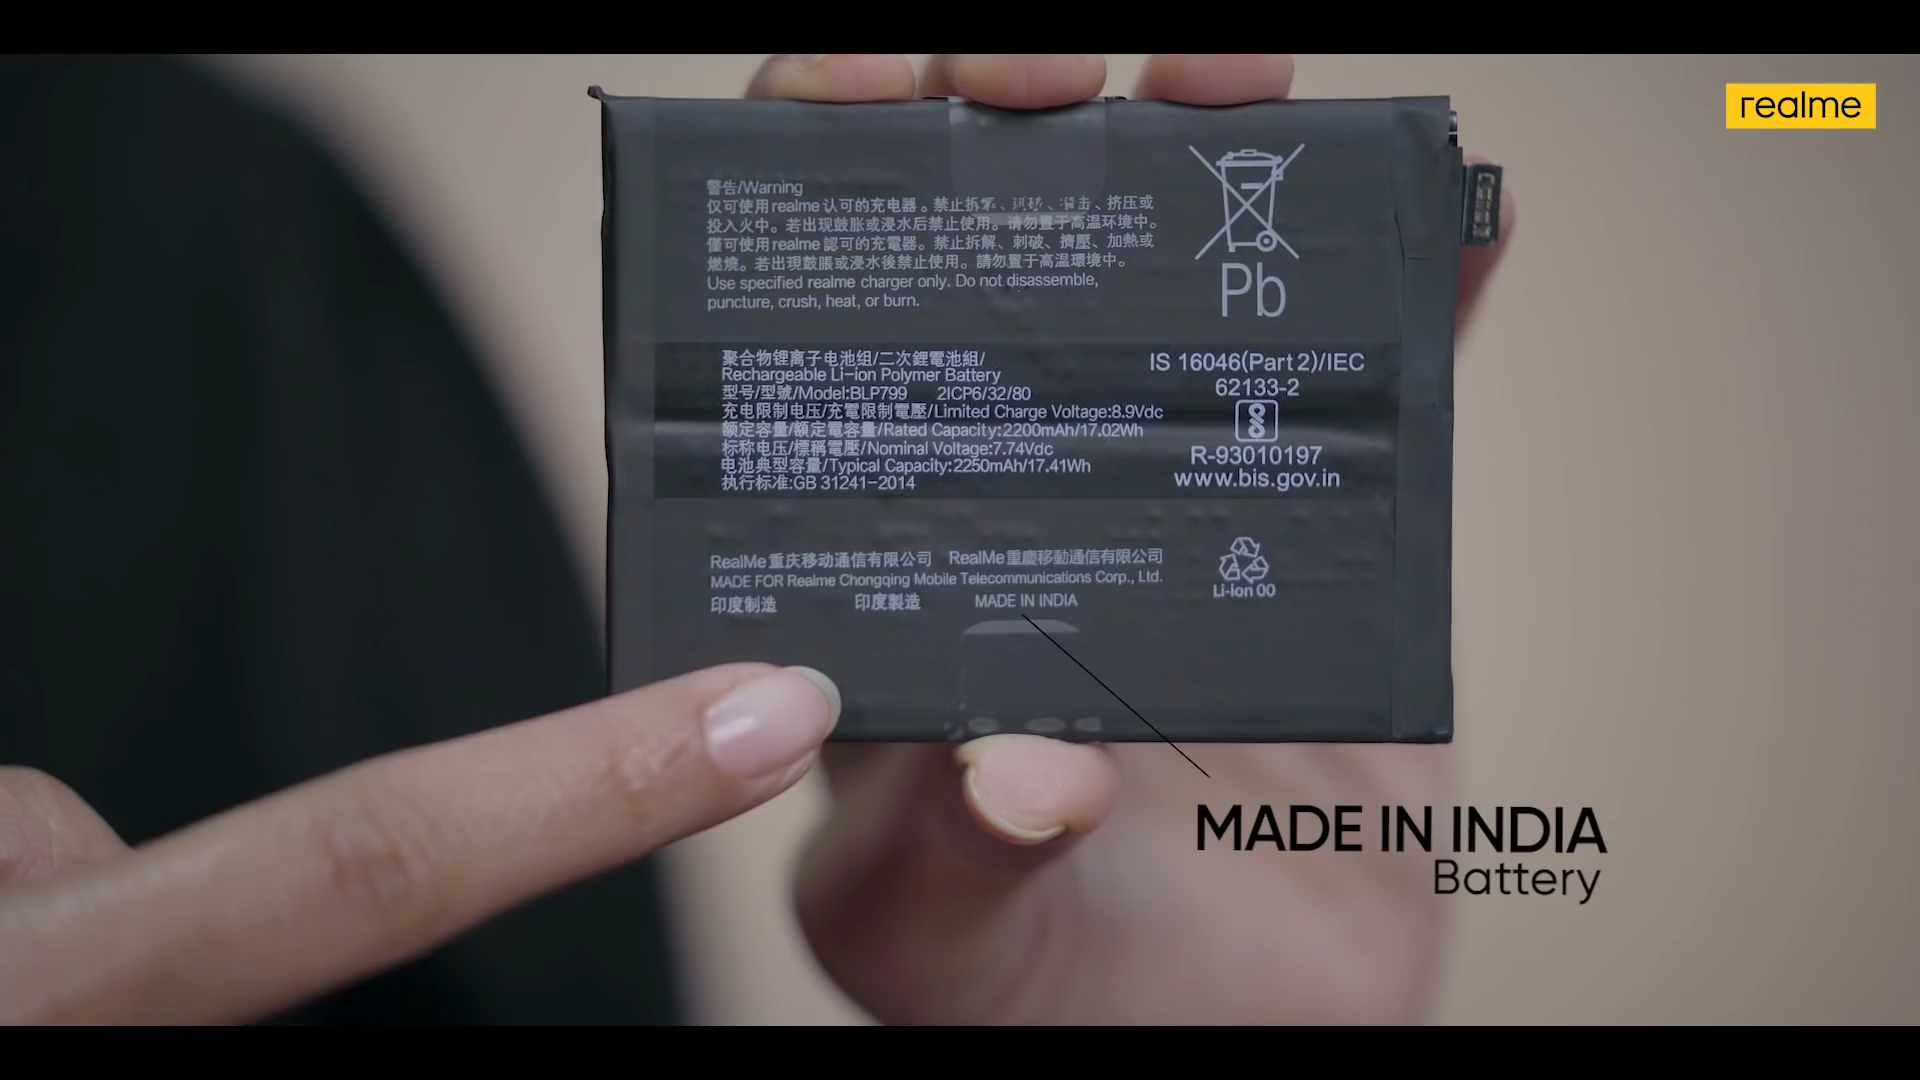 realme
警告/Warning
仅可使用realme认可的充电器。禁止拆解、击、挤压或
投入火中。若出现鼓胀或浸水后禁止使用。请勿置于高温环境中。
僅可使用realme認可的充電器。禁止拆解、刺破、擠壓、加熱或
燃燒。若出現鼓脹或浸水後禁止使用。請勿置于高溫環境中。
Use specified realme charger only. Do not disassemble,
puncture, crush, heat, or burn.
Pb
聚合物锂离子电池组/二次鋰電池組/
Rechargeable Li-ion Polymer Battery
型号/型號/Model:BLP799 2ICP6/32/80
充电限制电压/充電限制電壓/Limited Charge Voltage:8.9Vdc
额定容量/額定電容量/Rated Capacity:2200mAh/17.02Wh
标称电压/標稱電壓/Nominal Voltage:7.74Vdc
电池典型容量/Typical Capacity:2250mAh/17.41Wh
执行标准:GB 31241-2014
IS 16046(Part 2)/IEC
62133-2
R-93010197
www.bis.gov.in
RealMe重庆移动通信有限公司 RealMe重慶移動通信有限公司
MADE FOR Realme Chongqing Mobile Telecommunications Corp., Ltd.
印度制造 印度製造 MADE IN INDIA
Li-ion 00
MADE IN INDIA
Battery